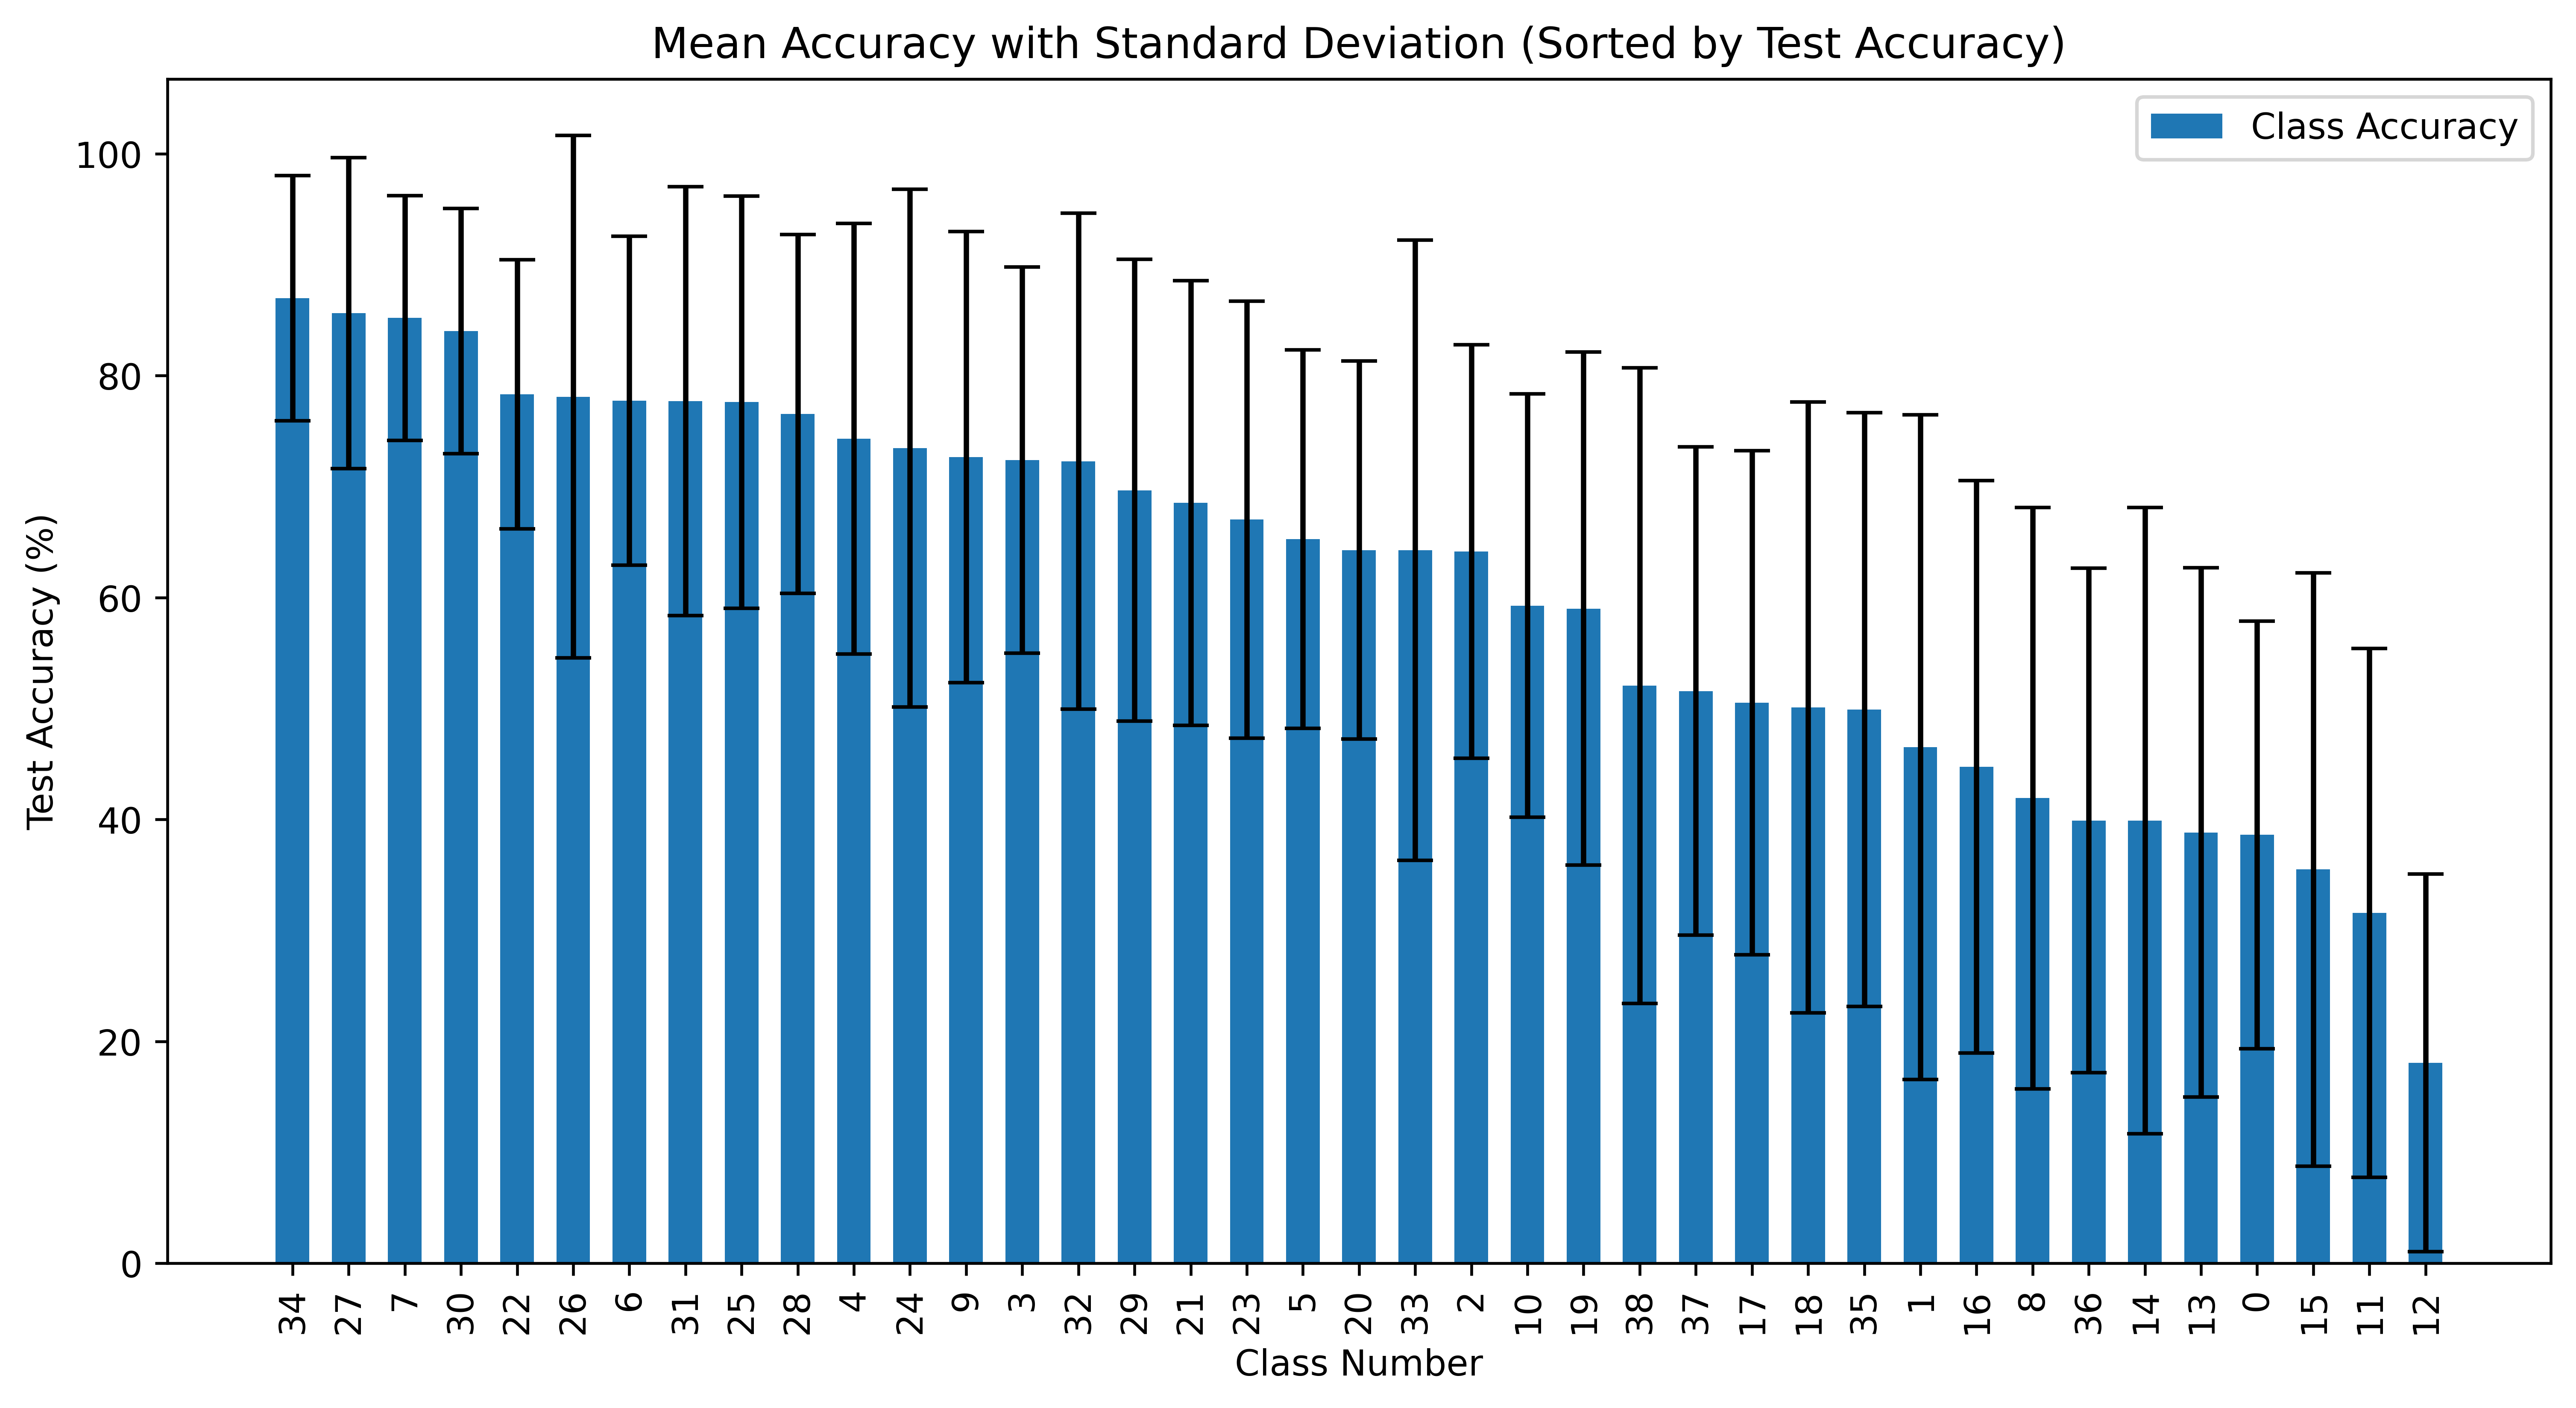 Mean Accuracy with Standard Deviation (Sorted by Test Accuracy)
Class Accuracy
Test Accuracy (%)
100
80
60
40
20
0
34 27 7 30 22 26 6 31 25 28 4 24 9 3 32 29 21 23 5 20 33 2 10 19 38 37 17 18 35 1 16 8 36 14 13 0 15 11 12
Class Number